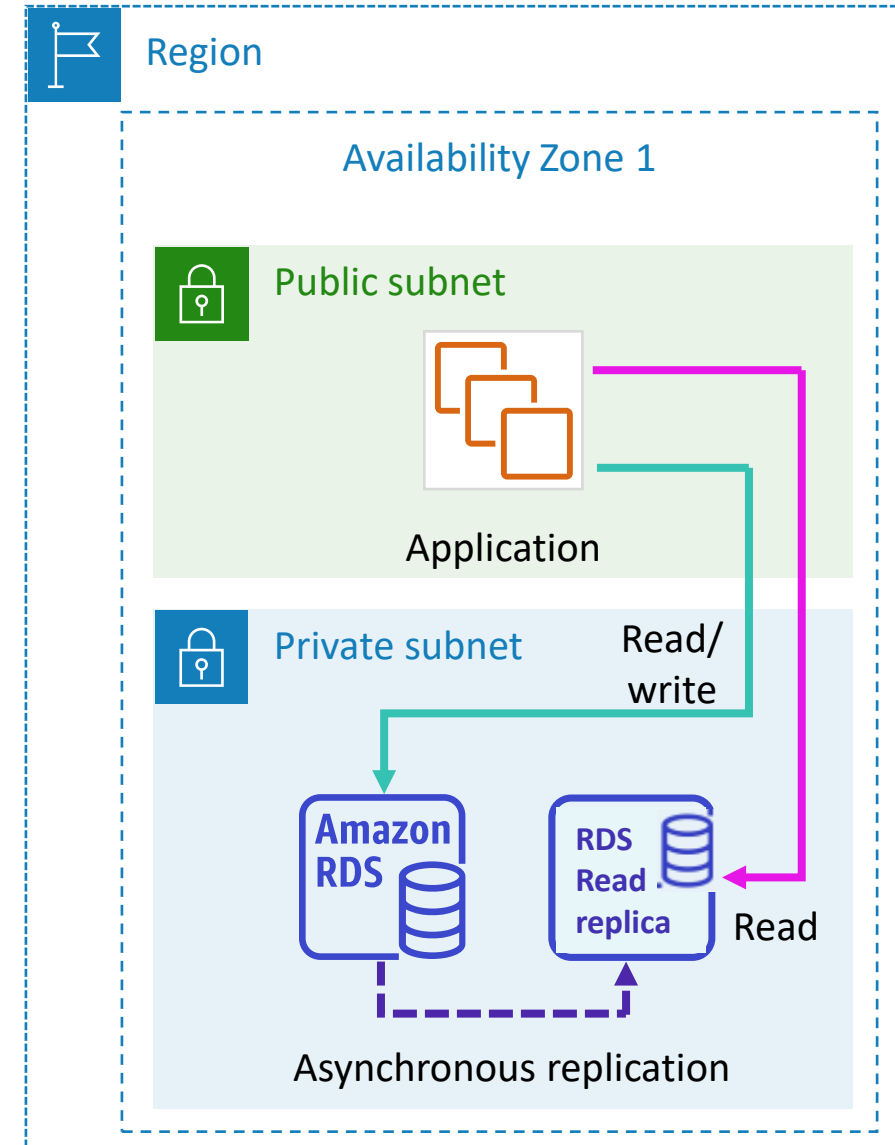 Region
Availability Zone 1
Public subnet
Application
Private subnet
Read/
write
Amazon
RDS
RDS
Read
replica
Read
Asynchronous replication